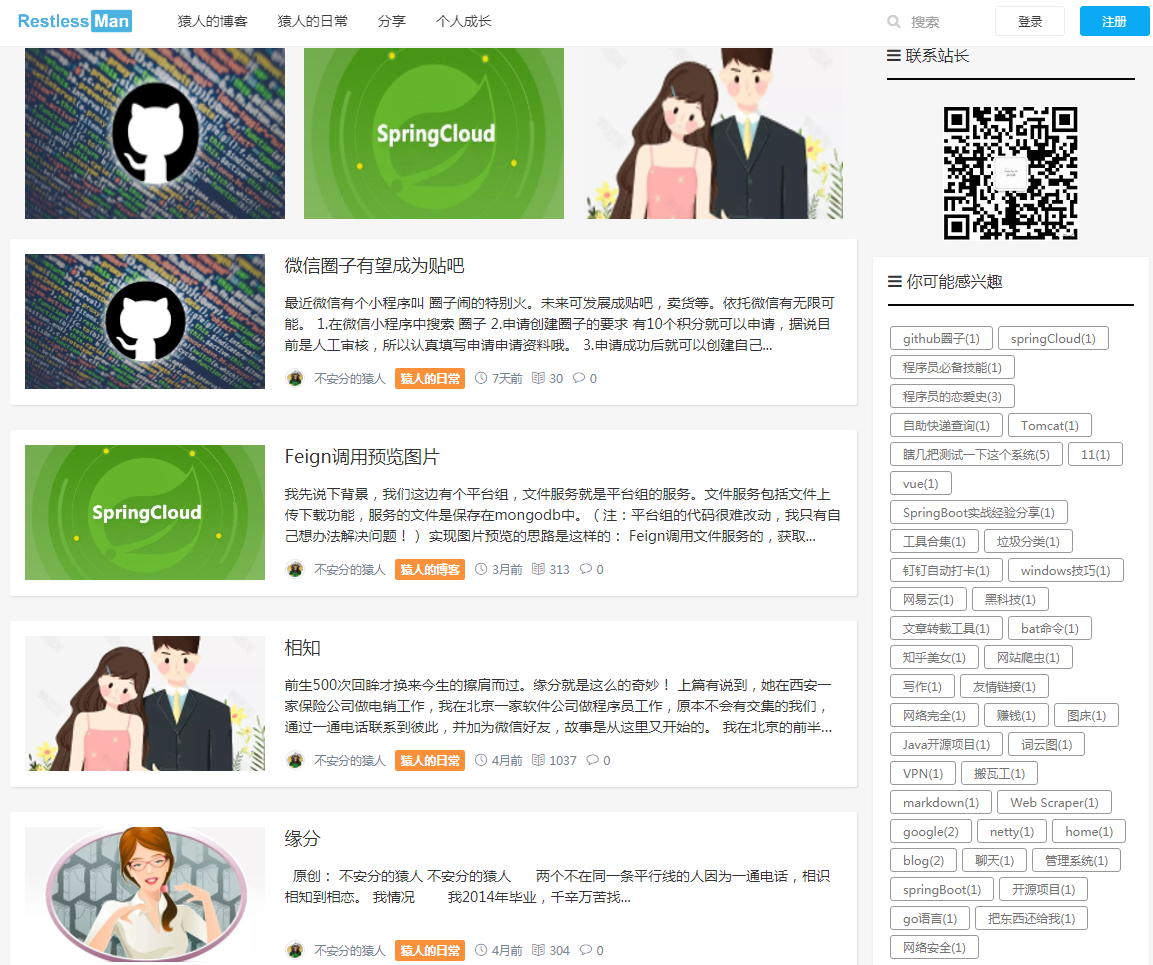 Restless Man 猿人的博客 猿人的日常 分享 个人成长 搜索 登录 注册
SpringCloud
微信圈子有望成为贴吧
最近微信有个小程序叫 圈子闹的特别火。未来可发展成贴吧，卖货等。依托微信有无限可
能。 1.在微信小程序中搜索 圈子 2.申请创建圈子的要求 有10个积分就可以申请，据说目
前是人工审核，所以认真填写申请申请资料哦。 3.申请成功后就可以创建自己...
不安分的猿人 猿人的日常 7天前 30 0
SpringCloud
Feign调用预览图片
我先说下背景，我们这边有个平台组，文件服务就是平台组的服务。文件服务包括文件上
传下载功能，服务的文件是保存在mongodb中。（注：平台组的代码很难改动，我只有自
己想办法解决问题！） 实现图片预览的思路是这样的： Feign调用文件服务的，获取...
不安分的猿人 猿人的博客 3月前 313 0
相知
前生500次回眸才换来今生的擦肩而过。缘分就是这么的奇妙！ 上篇有说到，她在西安一
家保险公司做电销工作，我在北京一家软件公司做程序员工作，原本不会有交集的我们，
通过一通电话联系到彼此，并加为微信好友，故事是从这里又开始的。 我在北京的前半...
不安分的猿人 猿人的日常 4月前 1037 0
缘分
原创： 不安分的猿人 不安分的猿人 两个不在同一条平行线的人因为一通电话，相识
相知到相恋。 我情况 我2014年毕业，千辛万苦找...
不安分的猿人 猿人的日常 4月前 304 0
联系站长
你可能感兴趣
github圈子(1) springCloud(1)
程序员必备技能(1)
程序员的恋爱史(3)
自助快递查询(1) Tomcat(1)
瞎几把测试一下这个系统(5) 11(1)
vue(1)
SpringBoot实战经验分享(1)
工具合集(1) 垃圾分类(1)
钉钉自动打卡(1) windows技巧(1)
网易云(1) 黑科技(1)
文章转载工具(1) bat命令(1)
知乎美女(1) 网站爬虫(1)
写作(1) 友情链接(1)
网络完全(1) 赚钱(1) 图床(1)
Java开源项目(1) 词云图(1)
VPN(1) 搬瓦工(1)
markdown(1) Web Scraper(1)
google(2) netty(1) home(1)
blog(2) 聊天(1) 管理系统(1)
springBoot(1) 开源项目(1)
go语言(1) 把东西还给我(1)
网络安全(1)